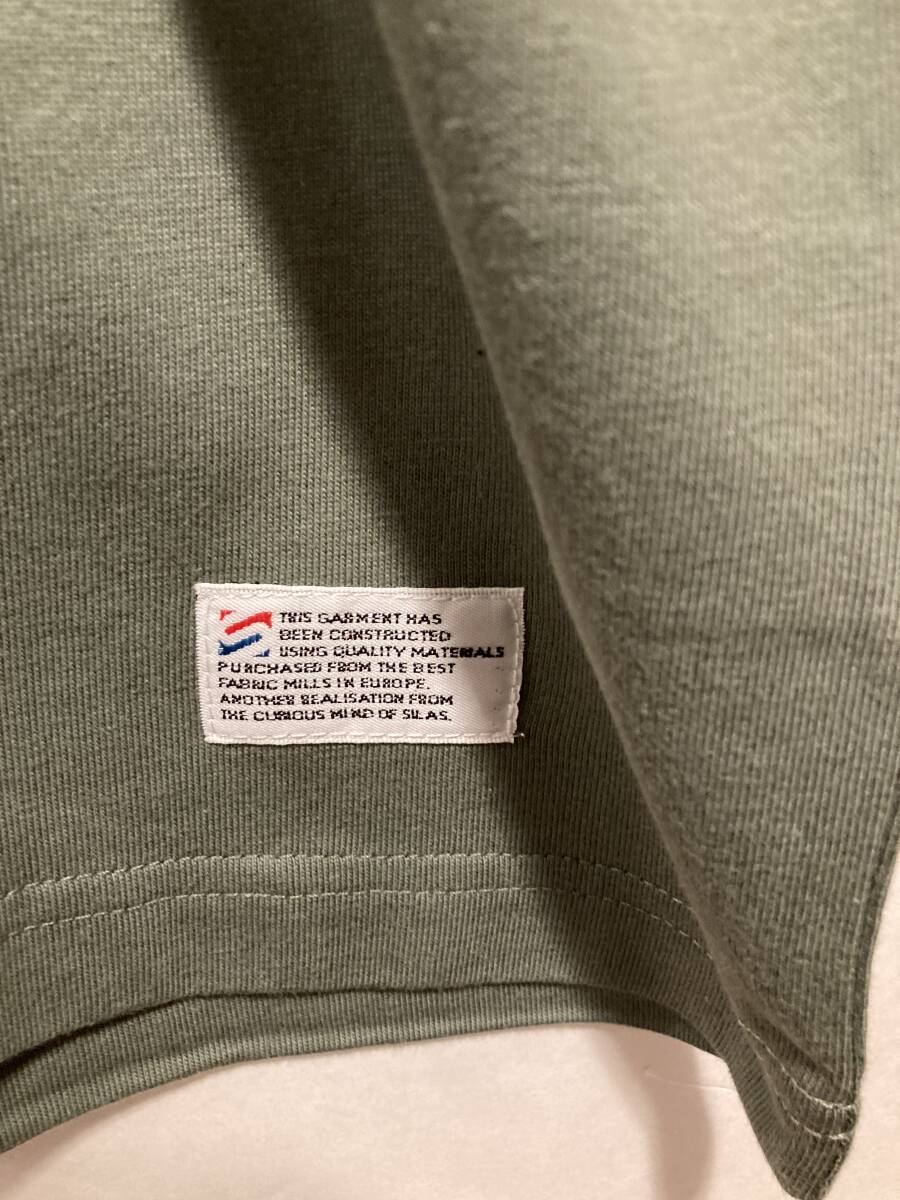 THIS GARMENT HAS
BEEN CONSTRUCTED
USING QUALITY MATERIALS
PURCHASED FROM THE BEST
FABRIC MILLS IN EUROPE.
ANOTHER REALISATION FROM
THE CURIOUS MIND OF SILAS.